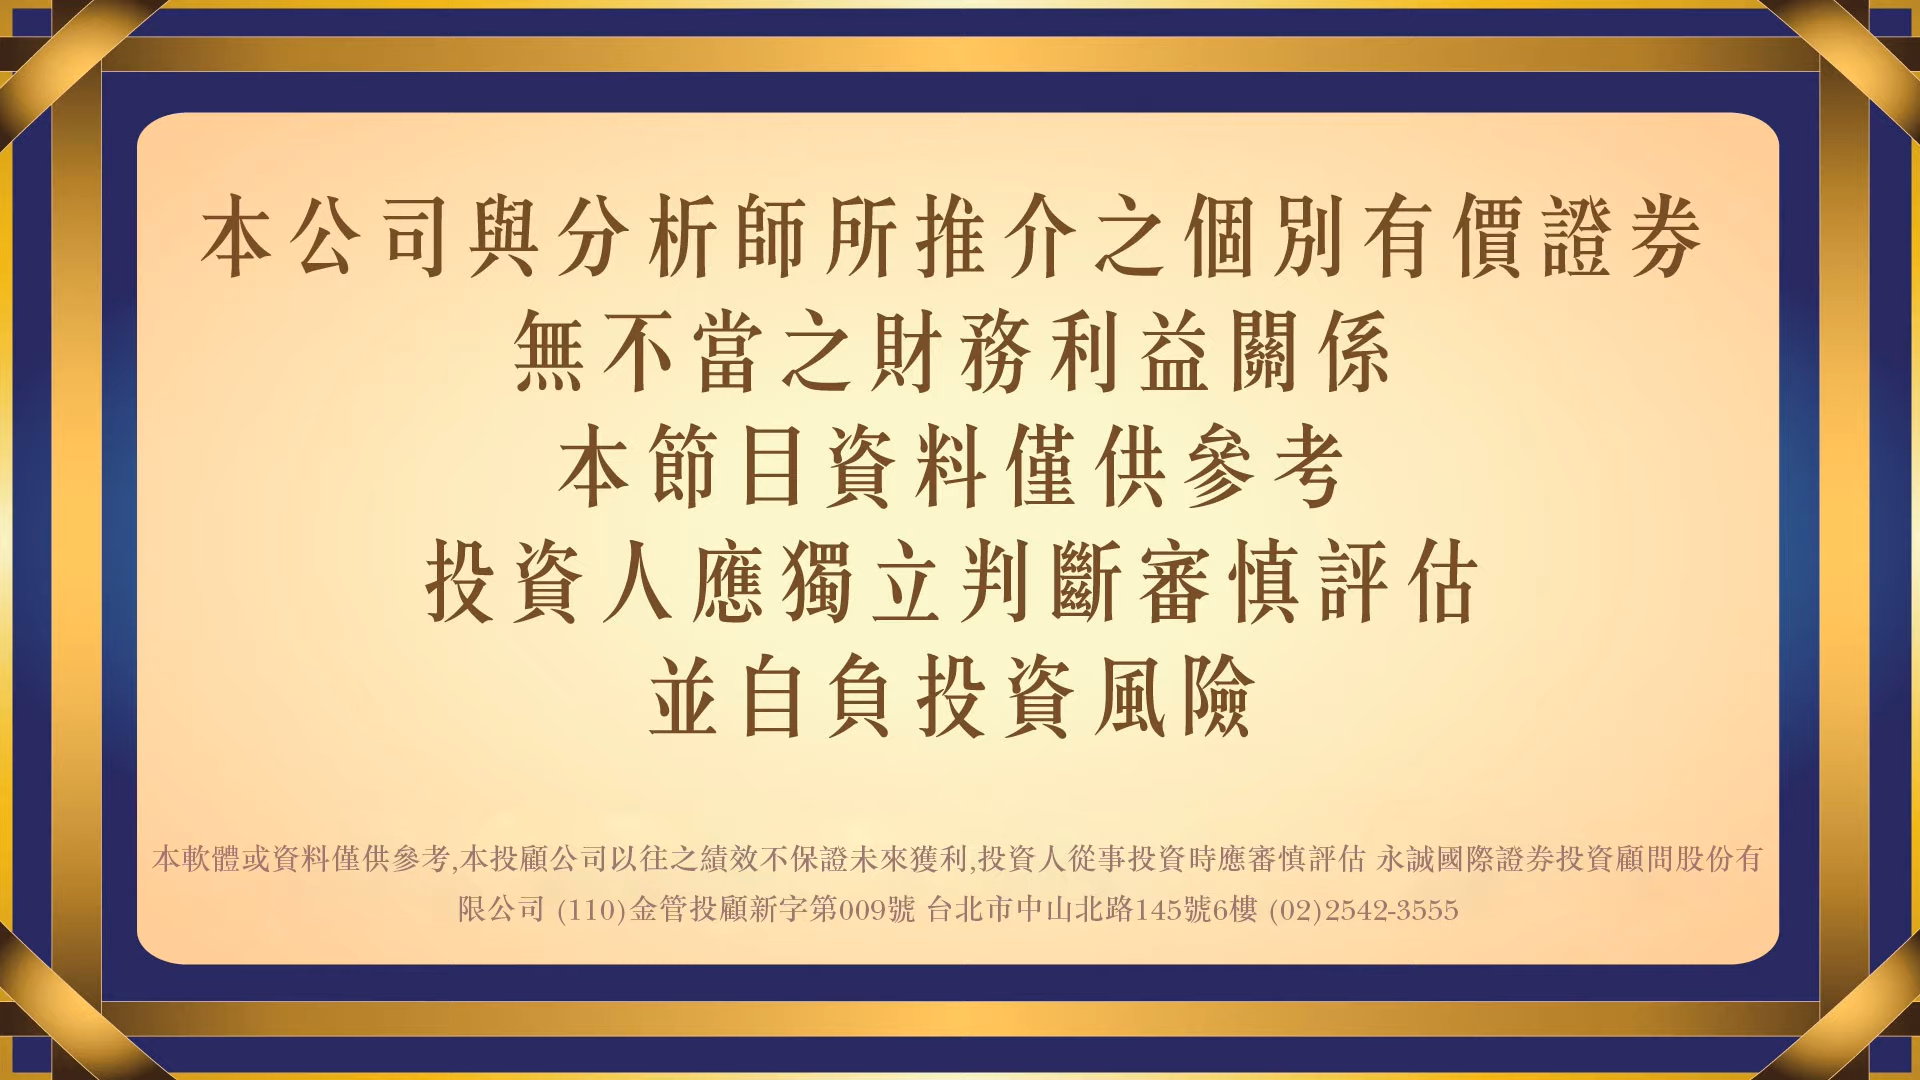 本公司與分析師所推介之個別有價證券
無不當之財務利益關係
本節目資料僅供參考
投資人應獨立判斷審慎評估
並自負投資風險
本軟體或資料僅供參考,本投顧公司以往之績效不保證未來獲利,投資人從事投資時應審慎評估 永誠國際證券投資顧問股份有
限公司 (110)金管投顧新字第009號 台北市中山北路145號6樓 (02)2542-3555